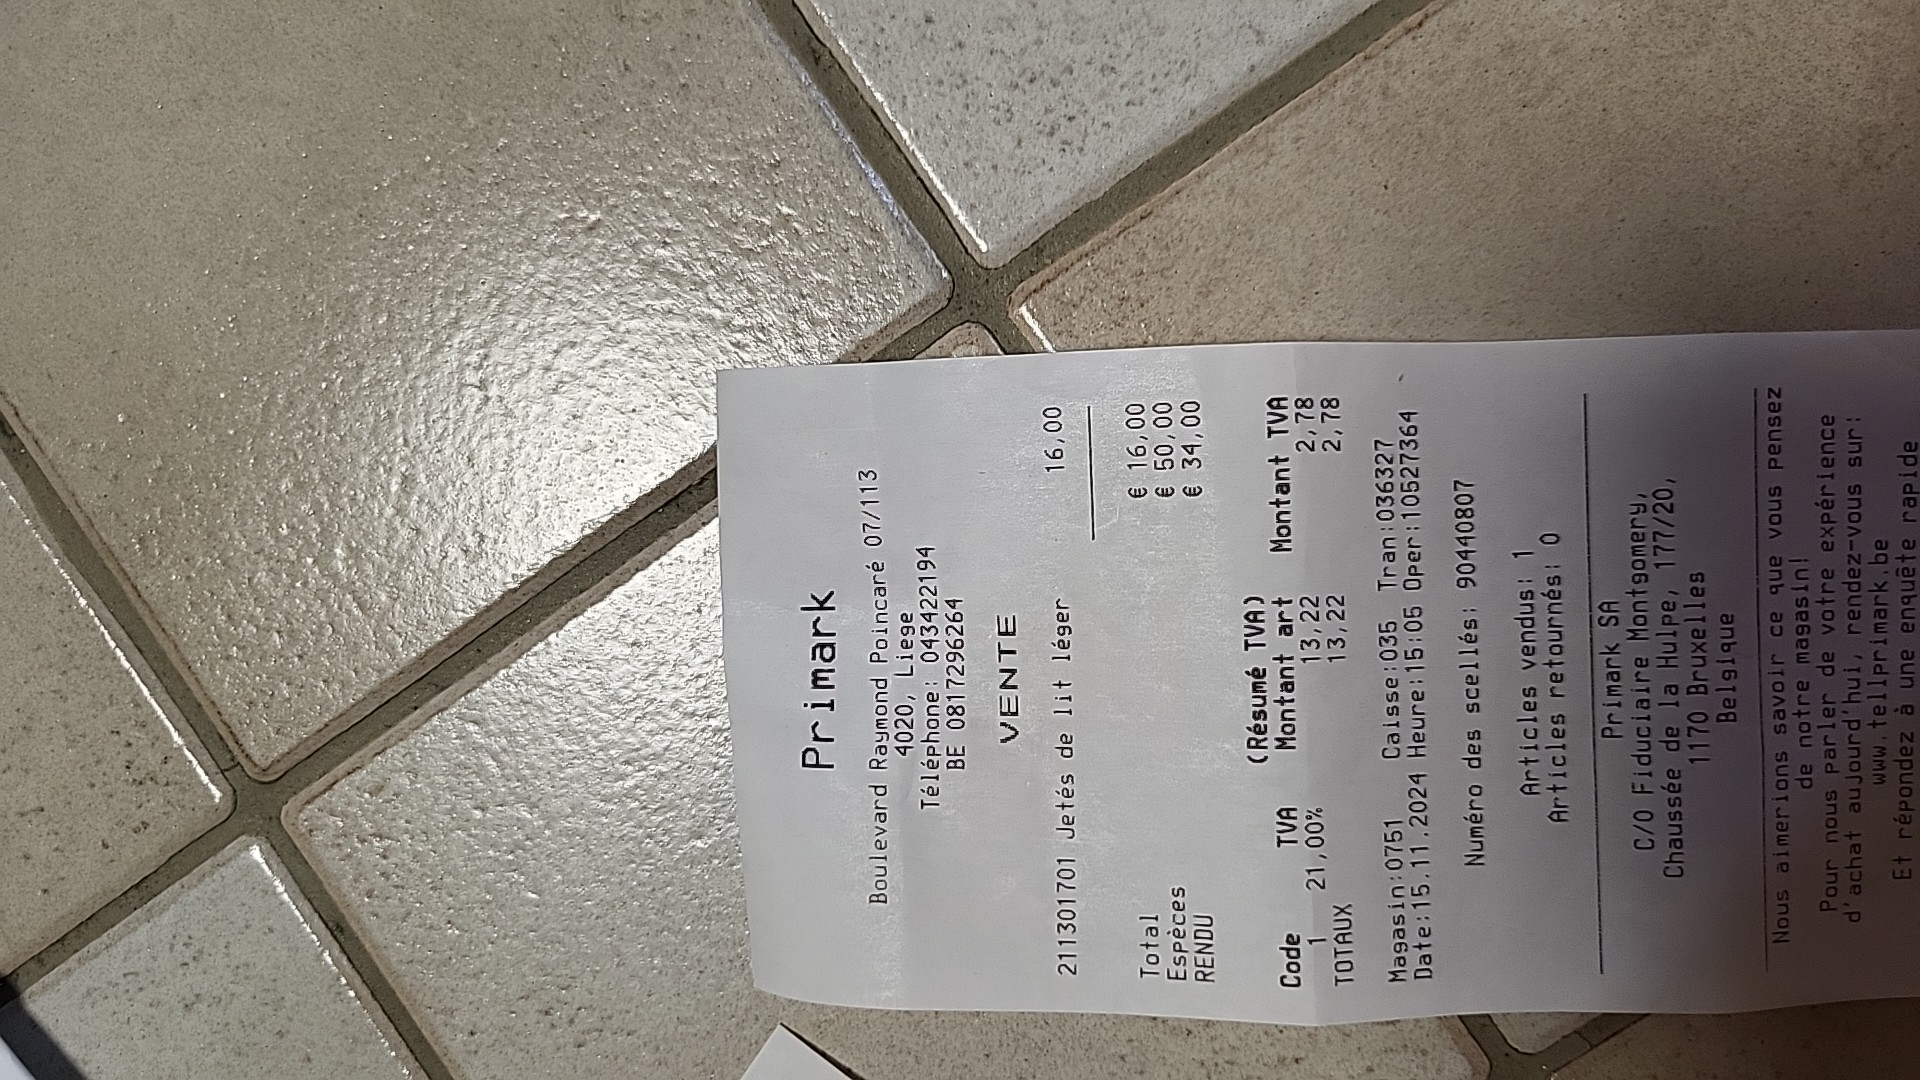 Primark
Boulevard Raymond Poincaré 07/113
4020, Liege
Téléphone: 043422194
BE 0817296264
VENTE
211301701 Jetés de lit léger 16,00
Total € 16,00
Espèces € 50,00
RENDU € 34,00
(Résumé TVA)
Code TVA Montant art Montant TVA
1 21,00% 13,22 2,78
TOTAUX 13,22 2,78
Magasin:0751 Caisse:035 Tran:036327
Date:15.11.2024 Heure:15:05 Oper:10527364
Numéro des scellés: 90440807
Articles vendus: 1
Articles retournés: 0
Primark SA
C/O Fiduciaire Montgomery,
Chaussée de la Hulpe, 177/20,
1170 Bruxelles
Belgique
Nous aimerions savoir ce que vous pensez
de notre magasin!
Pour nous parler de votre expérience
d'achat aujourd'hui, rendez-vous sur:
www.tellprimark.be
Et répondez à une enquête rapide